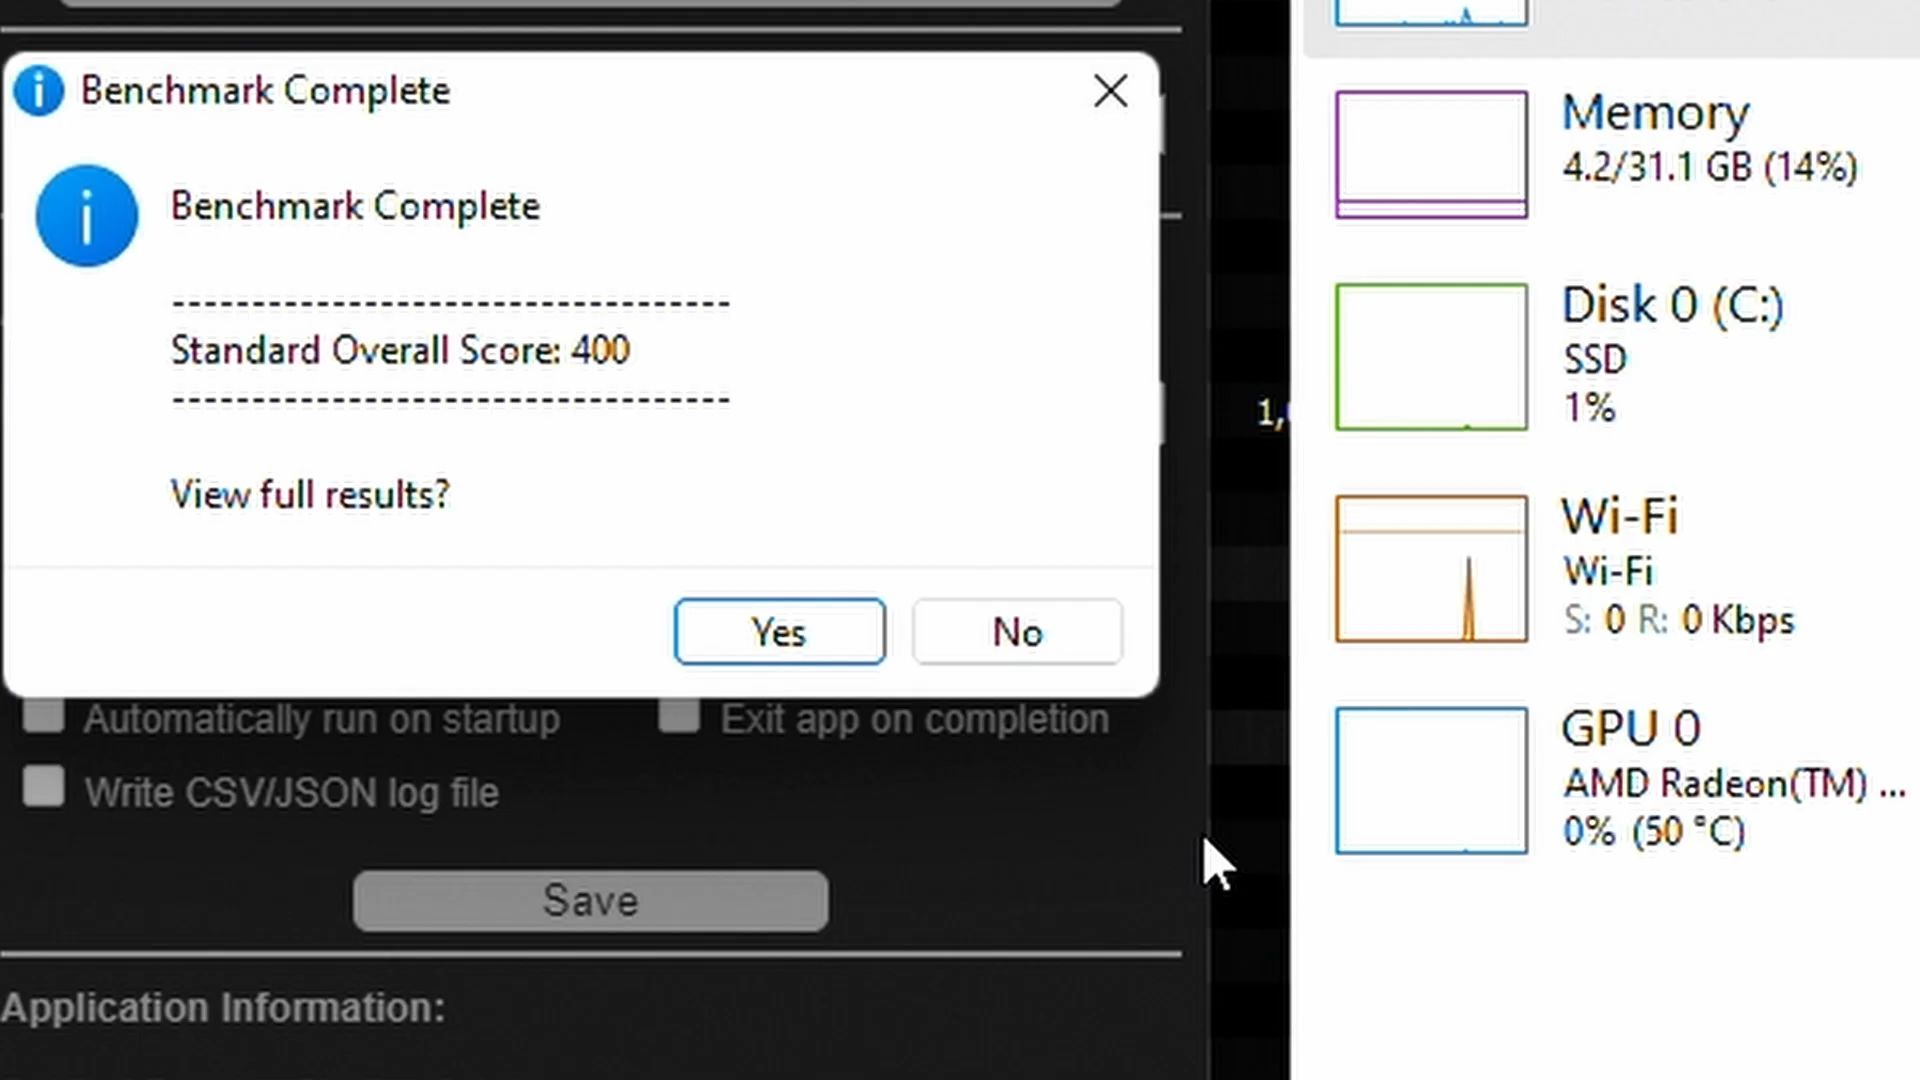 Benchmark Complete
Benchmark Complete
----------------------------------
Standard Overall Score: 400
----------------------------------
View full results?
Yes
No
Automatically run on startup
Exit app on completion
Write CSV/JSON log file
Save
Application Information:
1,
Memory
4.2/31.1 GB (14%)
Disk 0 (C:)
SSD
1%
Wi-Fi
Wi-Fi
S: 0 R: 0 Kbps
GPU 0
AMD Radeon(TM) ...
0% (50 °C)